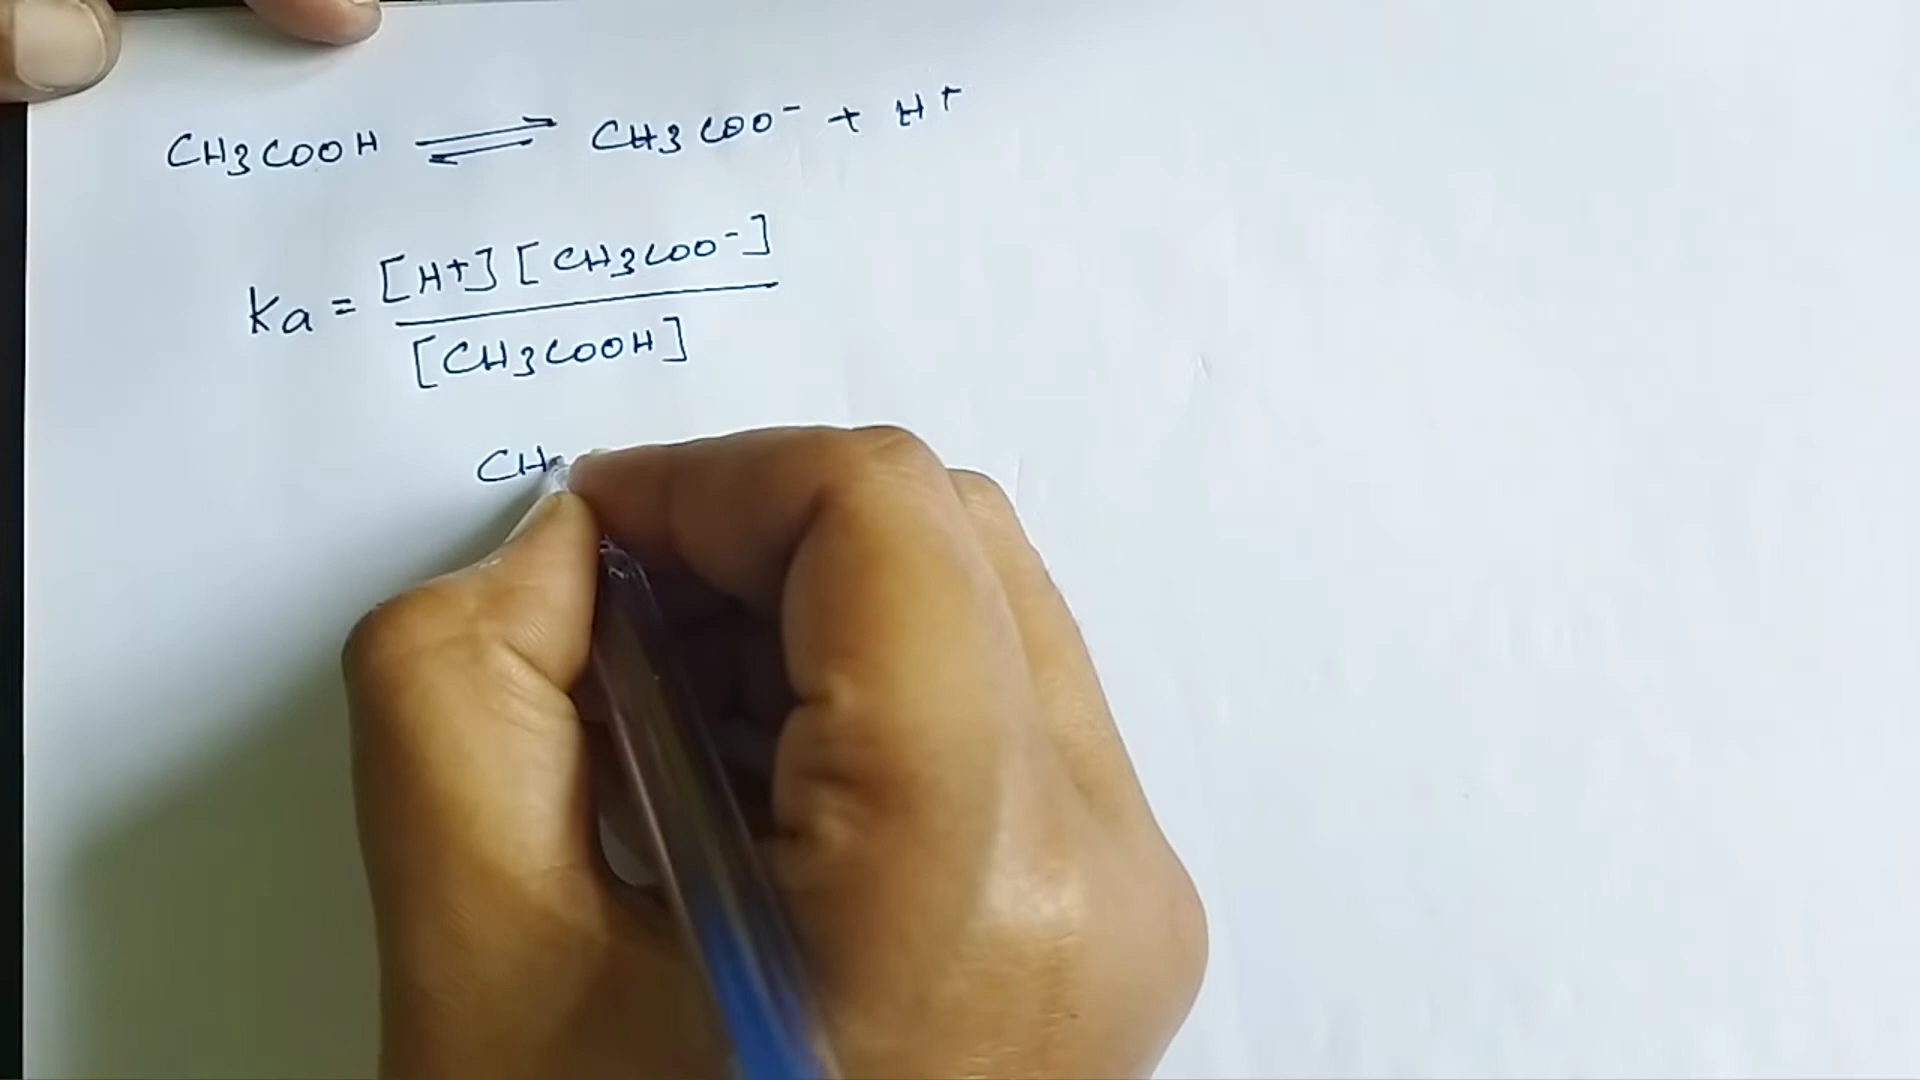 CH3COOH ⇌ CH3COO⁻ + H⁺
Ka = [H+] [CH3COO⁻]
[CH3COOH]
CH